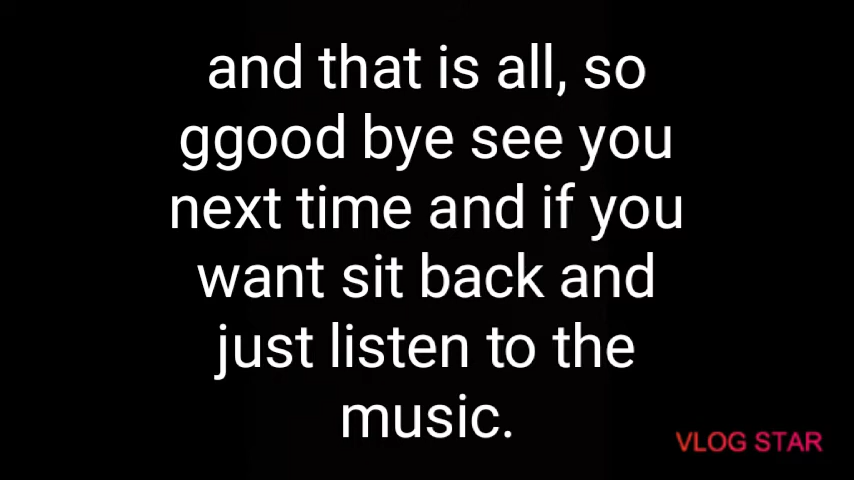 and that is all, so
ggood bye see you
next time and if you
want sit back and
just listen to the
music.
VLOG STAR